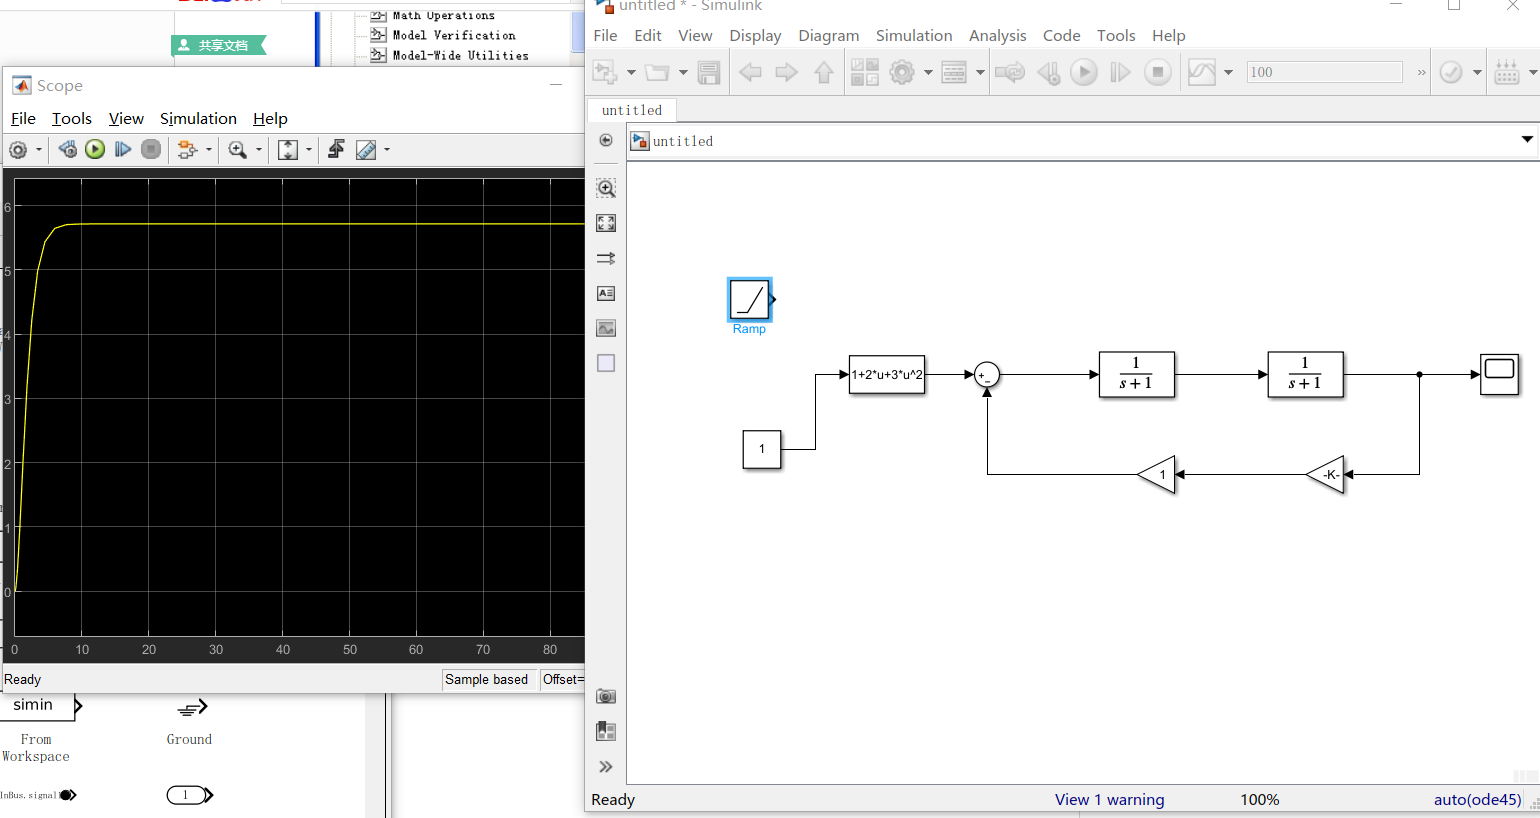 Math Operations
Model Verification
Model-Wide Utilities
共享文档
Scope
File Tools View Simulation Help
6
5
4
3
2
1
0
0 10 20 30 40 50 60 70 80
Ready
Sample based
Offset=
simin
From
Workspace
Ground
InBus.signal
1
untitled * - Simulink
File Edit View Display Diagram Simulation Analysis Code Tools Help
100
»
untitled
untitled
Ramp
1+2*u+3*u^2
1
+
-
1
s+1
1
s+1
1
-K-
Ready
View 1 warning
100%
auto(ode45)